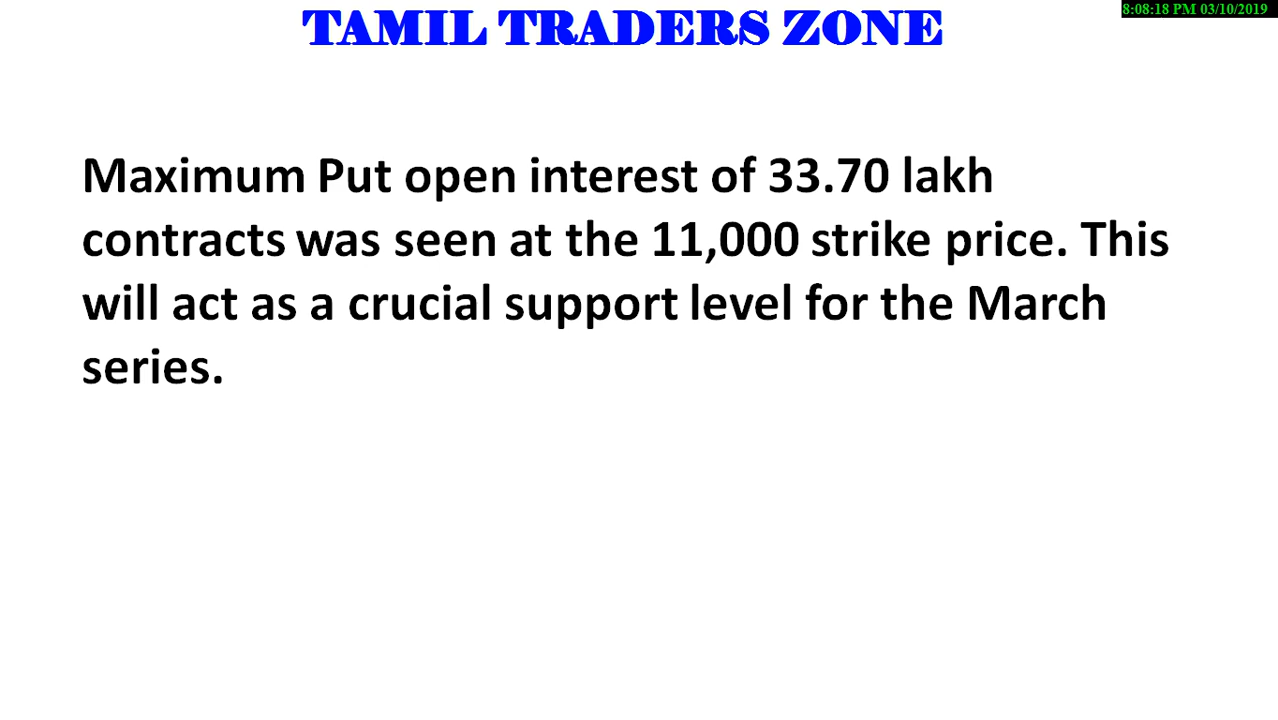 TAMIL TRADERS ZONE
8:08:18 PM 03/10/2019
Maximum Put open interest of 33.70 lakh
contracts was seen at the 11,000 strike price. This
will act as a crucial support level for the March
series.